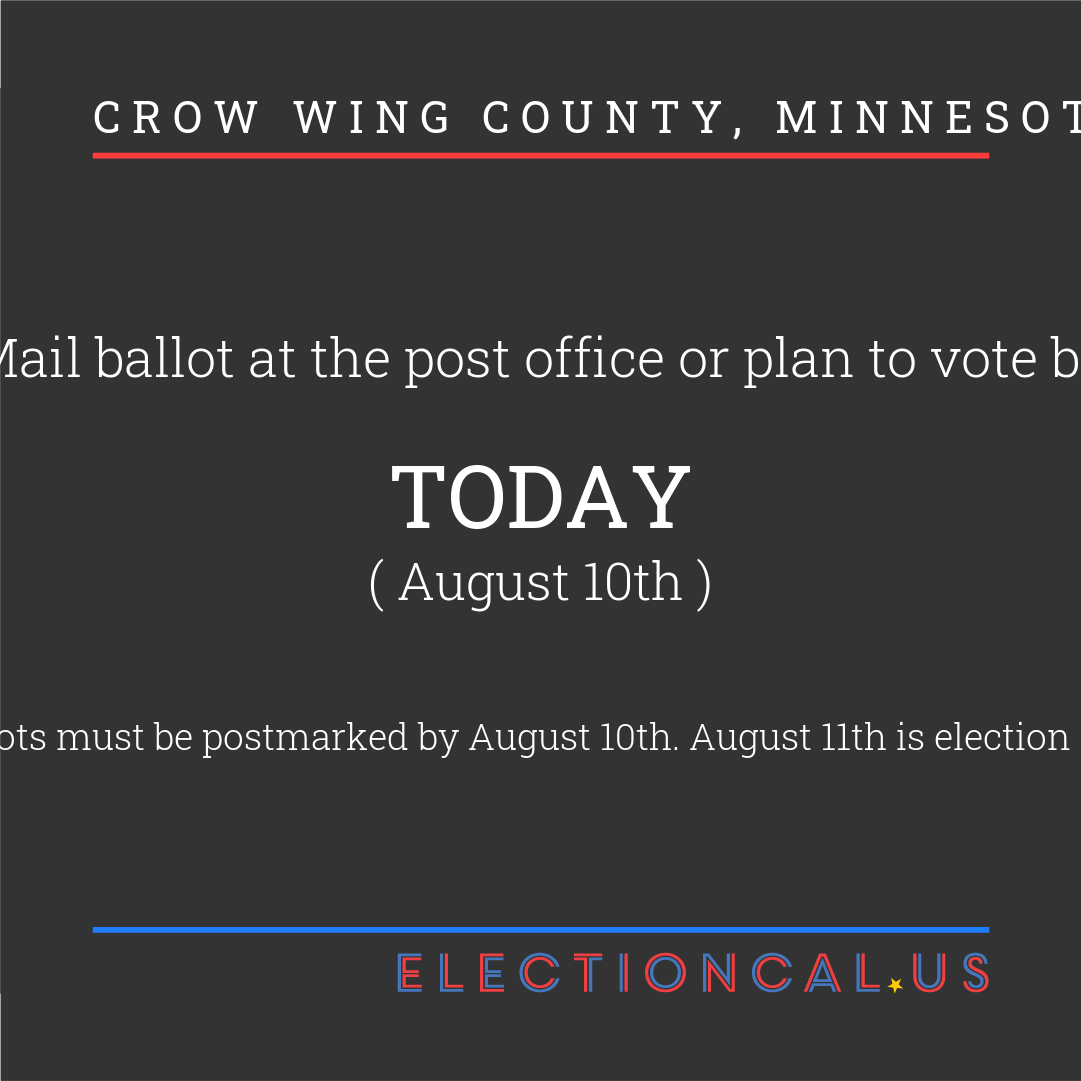 CROW WING COUNTY, MINNESOT
Mail ballot at the post office or plan to vote b
TODAY
( August 10th )
ots must be postmarked by August 10th. August 11th is election
ELECTIONCAL.US